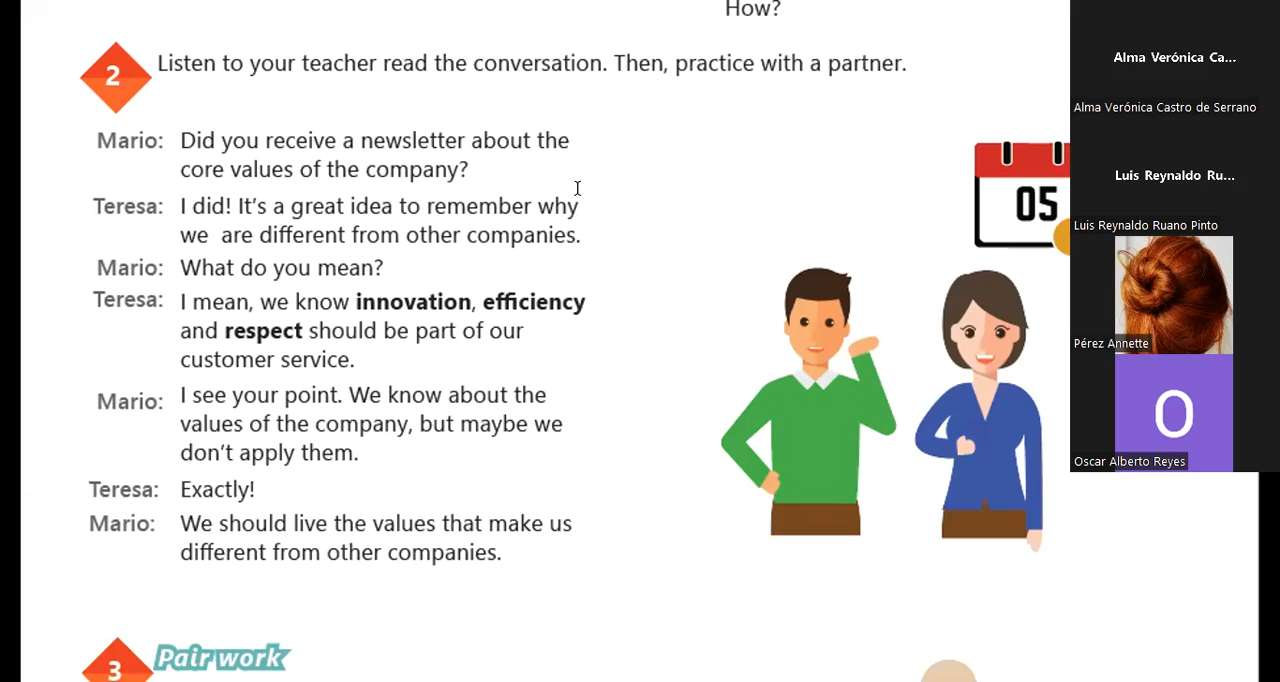 How?
2
Listen to your teacher read the conversation. Then, practice with a partner.
Mario: Did you receive a newsletter about the
core values of the company?
Teresa: I did! It's a great idea to remember why
we are different from other companies.
Mario: What do you mean?
Teresa: I mean, we know innovation, efficiency
and respect should be part of our
customer service.
Mario: I see your point. We know about the
values of the company, but maybe we
don't apply them.
Teresa: Exactly!
Mario: We should live the values that make us
different from other companies.
3
Pair work
05
Alma Verónica Ca...
Alma Verónica Castro de Serrano
Luis Reynaldo Ru...
Luis Reynaldo Ruano Pinto
Pérez Annette
O
Oscar Alberto Reyes